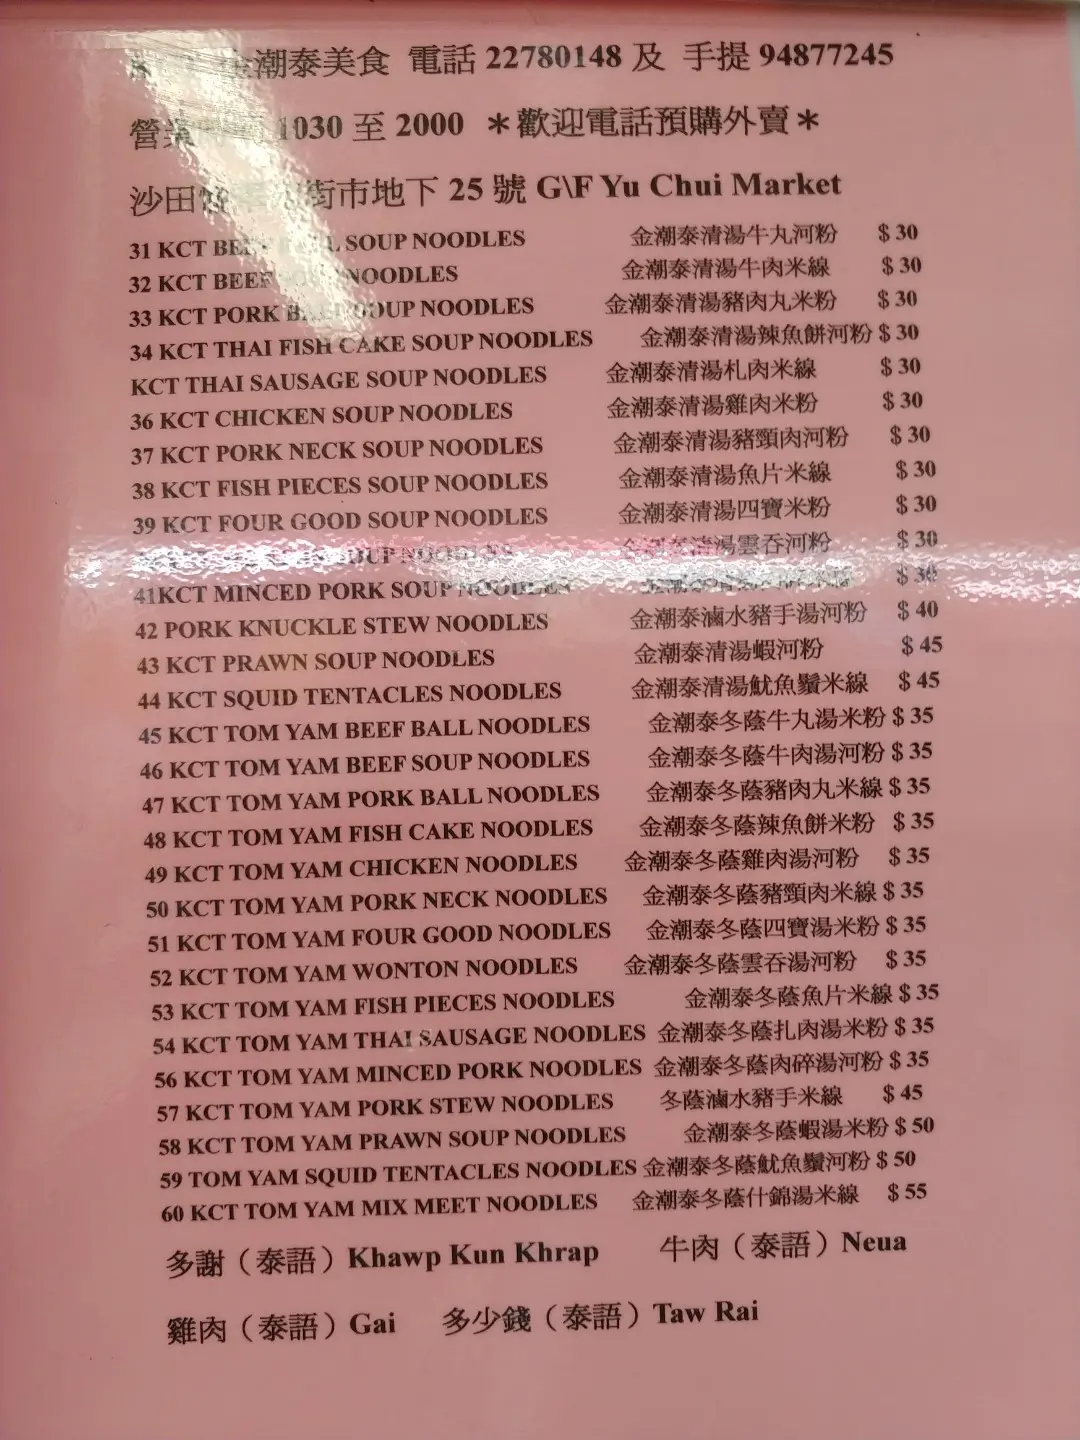 潮泰美食 電話 22780148 及 手提 94877245
營業 1030 至 2000 ＊歡迎電話預購外賣＊
沙田 街市地下 25 號 G\F Yu Chui Market
31 KCT BEEF BALL SOUP NOODLES 金潮泰清湯牛丸河粉 $ 30
32 KCT BEEF NOODLES 金潮泰清湯牛肉米線 $ 30
33 KCT PORK BALL SOUP NOODLES 金潮泰清湯豬肉丸米粉 $ 30
34 KCT THAI FISH CAKE SOUP NOODLES 金潮泰清湯辣魚餅河粉 $ 30
KCT THAI SAUSAGE SOUP NOODLES 金潮泰清湯札肉米線 $ 30
36 KCT CHICKEN SOUP NOODLES 金潮泰清湯雞肉米粉 $ 30
37 KCT PORK NECK SOUP NOODLES 金潮泰清湯豬頸肉河粉 $ 30
38 KCT FISH PIECES SOUP NOODLES 金潮泰清湯魚片米線 $ 30
39 KCT FOUR GOOD SOUP NOODLES 金潮泰清湯四寶米粉 $ 30
SOUP NOODLES 金潮泰清湯雲吞河粉 $ 30
41KCT MINCED PORK SOUP NOODLES $ 30
42 PORK KNUCKLE STEW NOODLES 金潮泰滷水豬手湯河粉 $ 40
43 KCT PRAWN SOUP NOODLES 金潮泰清湯蝦河粉 $ 45
44 KCT SQUID TENTACLES NOODLES 金潮泰清湯魷魚鬚米線 $ 45
45 KCT TOM YAM BEEF BALL NOODLES 金潮泰冬蔭牛丸湯米粉 $ 35
46 KCT TOM YAM BEEF SOUP NOODLES 金潮泰冬蔭牛肉湯河粉 $ 35
47 KCT TOM YAM PORK BALL NOODLES 金潮泰冬蔭豬肉丸米線 $ 35
48 KCT TOM YAM FISH CAKE NOODLES 金潮泰冬蔭辣魚餅米粉 $ 35
49 KCT TOM YAM CHICKEN NOODLES 金潮泰冬蔭雞肉湯河粉 $ 35
50 KCT TOM YAM PORK NECK NOODLES 金潮泰冬蔭豬頸肉米線 $ 35
51 KCT TOM YAM FOUR GOOD NOODLES 金潮泰冬蔭四寶湯米粉 $ 35
52 KCT TOM YAM WONTON NOODLES 金潮泰冬蔭雲吞湯河粉 $ 35
53 KCT TOM YAM FISH PIECES NOODLES 金潮泰冬蔭魚片米線 $ 35
54 KCT TOM YAM THAI SAUSAGE NOODLES 金潮泰冬蔭扎肉湯米粉 $ 35
56 KCT TOM YAM MINCED PORK NOODLES 金潮泰冬蔭肉碎湯河粉 $ 35
57 KCT TOM YAM PORK STEW NOODLES 冬蔭滷水豬手米線 $ 45
58 KCT TOM YAM PRAWN SOUP NOODLES 金潮泰冬蔭蝦湯米粉 $ 50
59 TOM YAM SQUID TENTACLES NOODLES 金潮泰冬蔭魷魚鬚河粉 $ 50
60 KCT TOM YAM MIX MEET NOODLES 金潮泰冬蔭什錦湯米線 $ 55
多謝（泰語）Khawp Kun Khrap 牛肉（泰語）Neua
雞肉（泰語）Gai 多少錢（泰語）Taw Rai